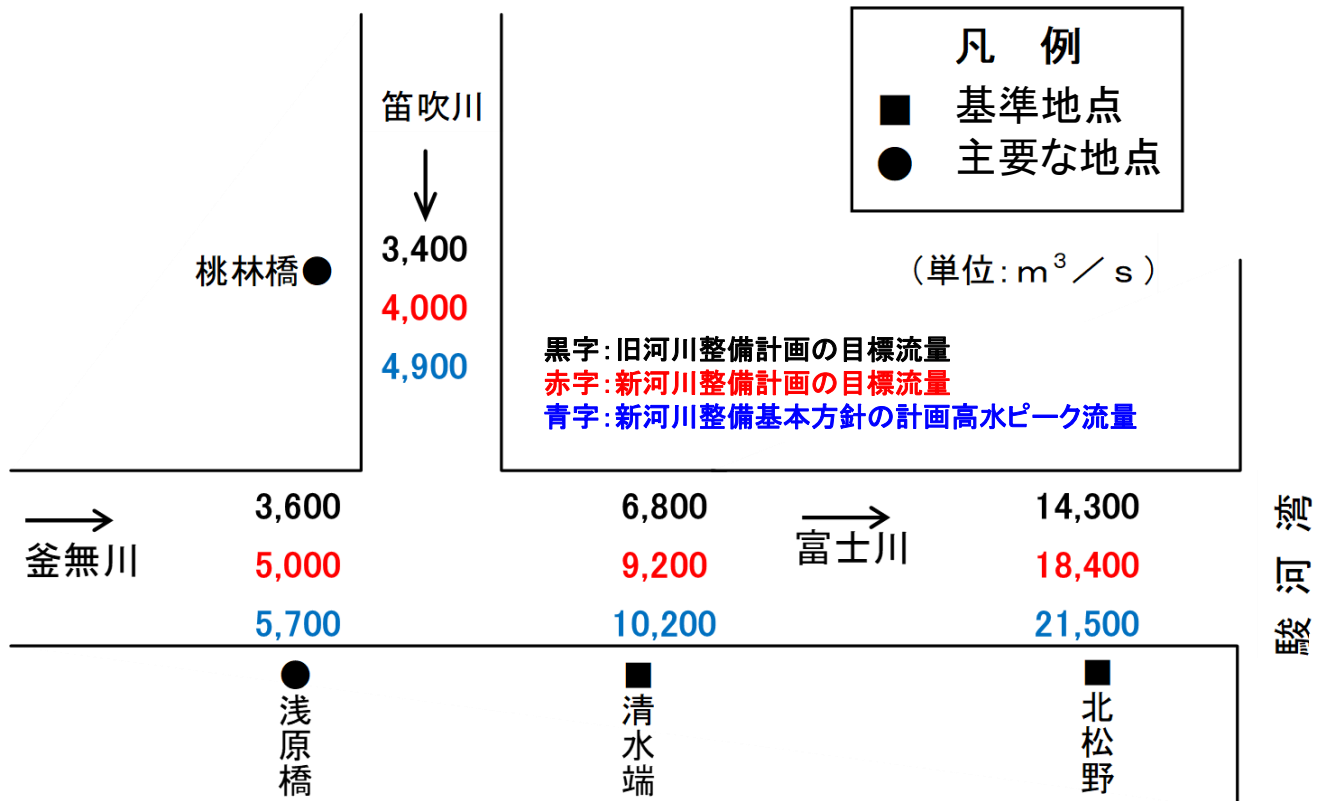 凡 例
■ 基準地点
● 主要な地点
(単位:m³/s)
笛吹川
桃林橋●
3,400
4,000
4,900
黒字:旧河川整備計画の目標流量
赤字:新河川整備計画の目標流量
青字:新河川整備基本方針の計画高水ピーク流量
釜無川
3,600
5,000
5,700
6,800
9,200
10,200
富士川
14,300
18,400
21,500
駿河湾
●浅原橋
■清水端
■北松野